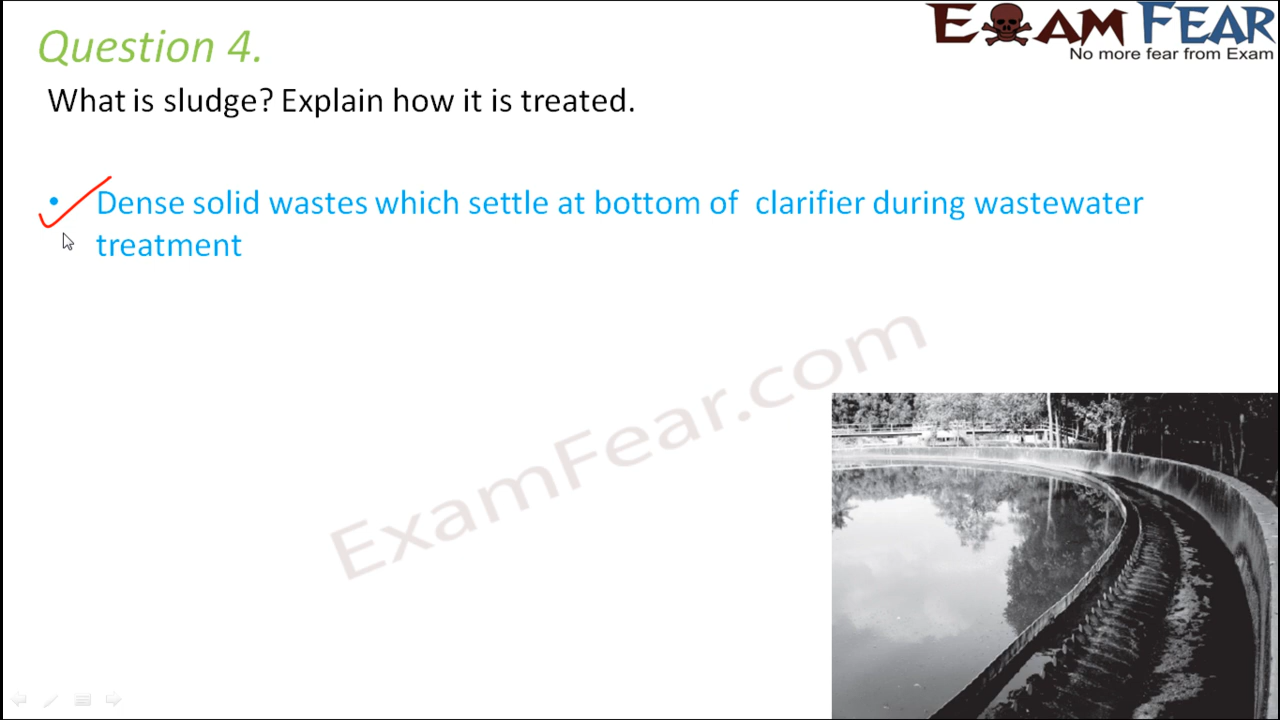 EXAM FEAR
No more fear from Exam
Question 4.
What is sludge? Explain how it is treated.
• Dense solid wastes which settle at bottom of clarifier during wastewater
treatment
ExamFear.com